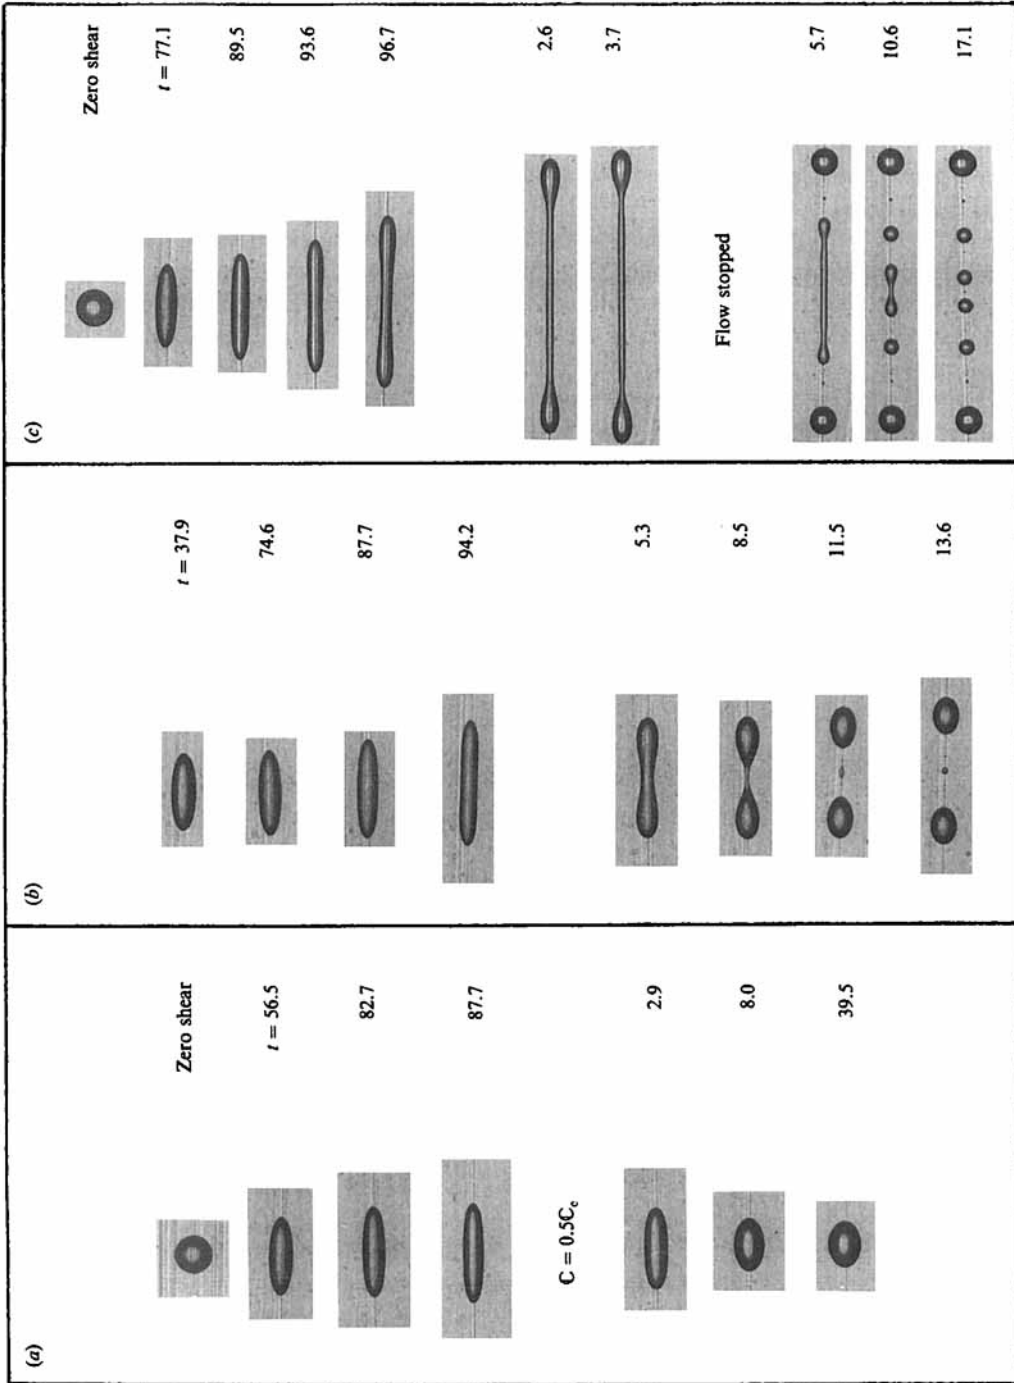 (a)
Zero shear
t = 56.5
82.7
87.7
C = 0.5Cc
2.9
8.0
39.5
(b)
t = 37.9
74.6
87.7
94.2
5.3
8.5
11.5
13.6
(c)
Zero shear
t = 77.1
89.5
93.6
96.7
2.6
3.7
Flow stopped
5.7
10.6
17.1